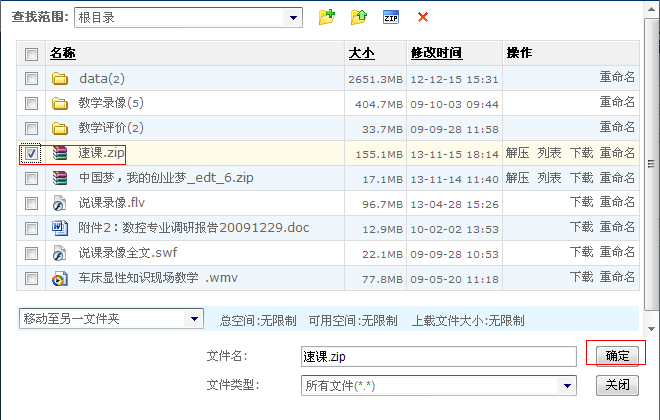 查找范围: 根目录 ZIP
名称 大小 修改时间 操作
data(2) 2651.3MB 12-12-15 15:31 重命名
教学录像(5) 404.7MB 09-10-03 09:44 重命名
教学评价(2) 33.7MB 09-09-28 11:58 重命名
速课.zip 155.1MB 13-11-15 18:14 解压 列表 下载 重命名
中国梦，我的创业梦_edt_6.zip 17.1MB 13-11-14 11:40 解压 列表 下载 重命名
说课录像.flv 96.7MB 13-04-28 15:26 下载 重命名
附件2：数控专业调研报告20091229.doc 12.9MB 10-02-02 13:53 下载 重命名
说课录像全文.swf 22.1MB 09-09-28 10:53 下载 重命名
车床显性知识现场教学 .wmv 77.8MB 09-05-20 11:18 下载 重命名
移动至另一文件夹 总空间:无限制 可用空间:无限制 上载文件大小:无限制
文件名: 速课.zip 确定
文件类型: 所有文件(*.*) 关闭